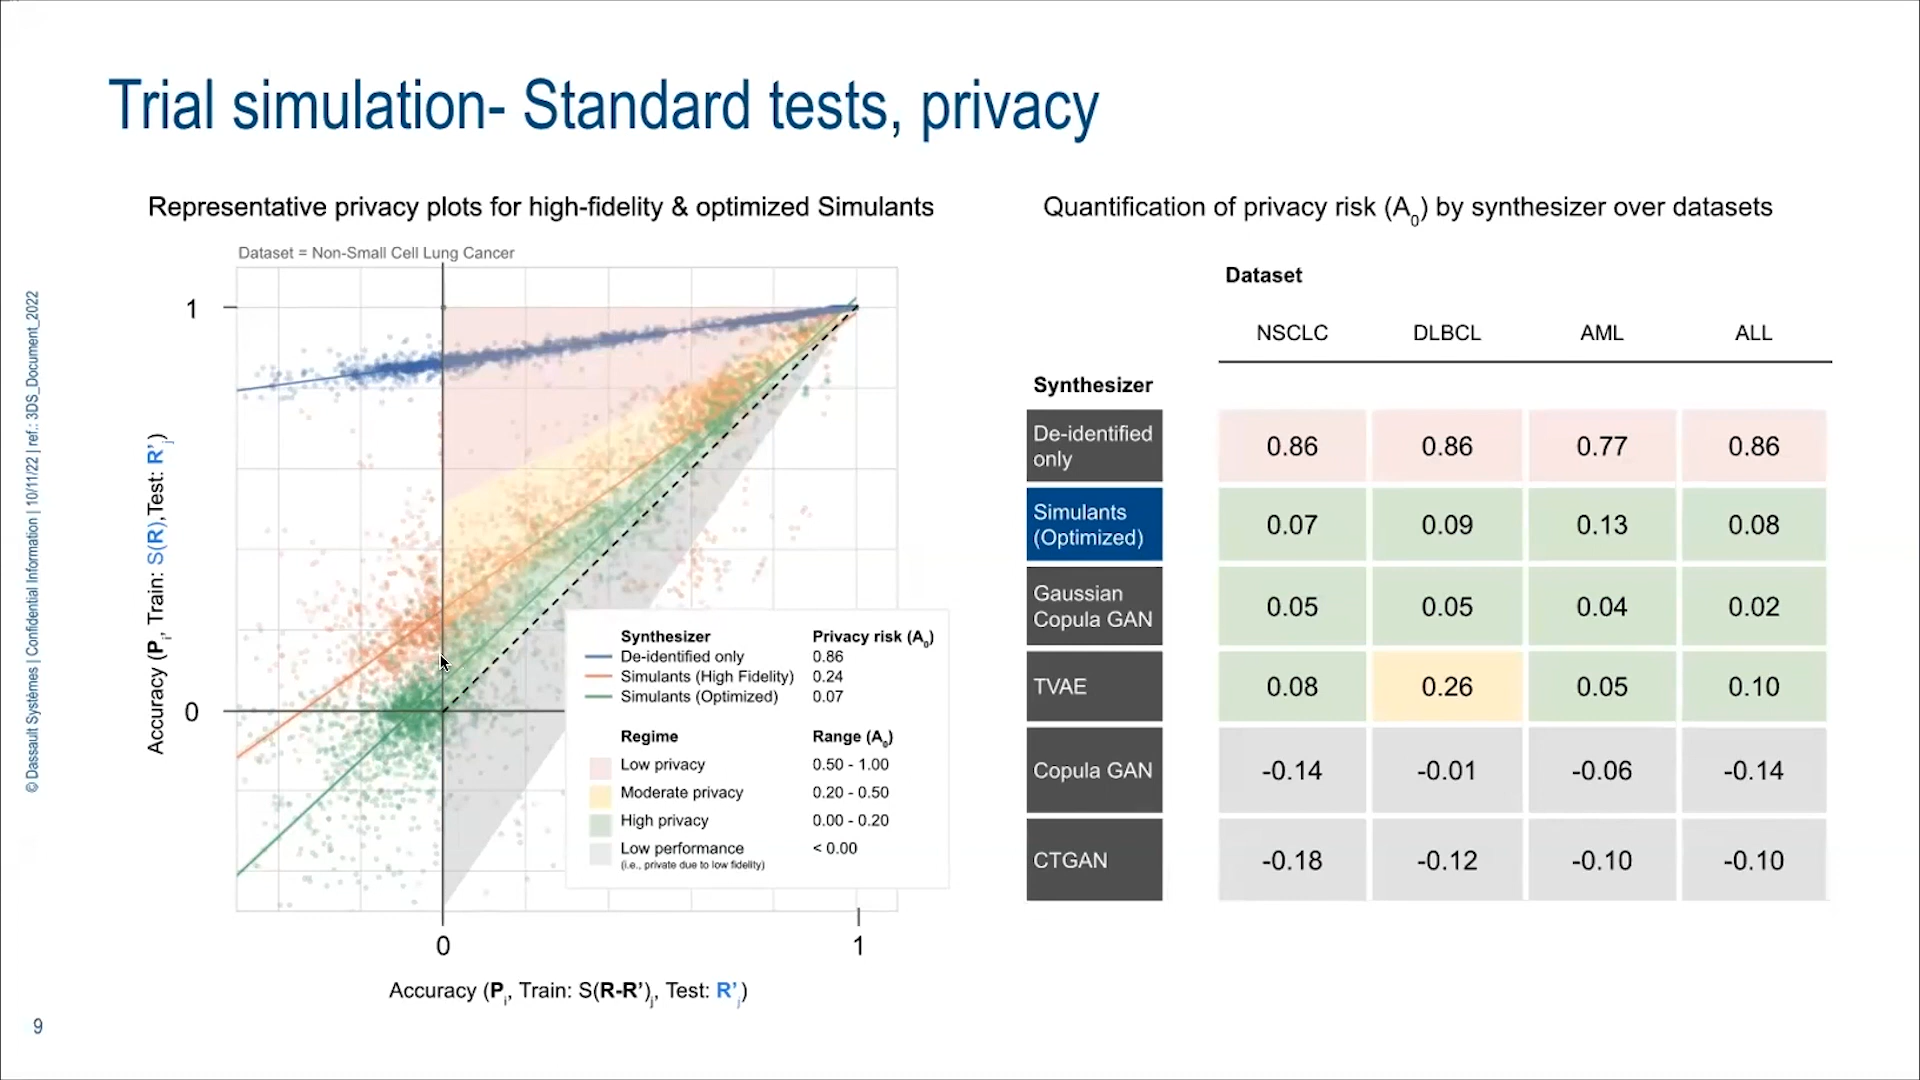 Trial simulation- Standard tests, privacy
Representative privacy plots for high-fidelity & optimized Simulants
Dataset = Non-Small Cell Lung Cancer
1
0
Accuracy (Pi, Train: S(R),Test: R'j)
0
1
Accuracy (Pi, Train: S(R-R')j, Test: R'j)
Synthesizer Privacy risk (A0)
De-identified only 0.86
Simulants (High Fidelity) 0.24
Simulants (Optimized) 0.07
Regime Range (A0)
Low privacy 0.50 - 1.00
Moderate privacy 0.20 - 0.50
High privacy 0.00 - 0.20
Low performance < 0.00
(i.e., private due to low fidelity)
Quantification of privacy risk (A0) by synthesizer over datasets
Dataset
NSCLC DLBCL AML ALL
Synthesizer
De-identified
only
0.86 0.86 0.77 0.86
Simulants
(Optimized)
0.07 0.09 0.13 0.08
Gaussian
Copula GAN
0.05 0.05 0.04 0.02
TVAE 0.08 0.26 0.05 0.10
Copula GAN -0.14 -0.01 -0.06 -0.14
CTGAN -0.18 -0.12 -0.10 -0.10
© Dassault Systèmes | Confidential Information | 10/11/22 | ref.: 3DS_Document_2022
9